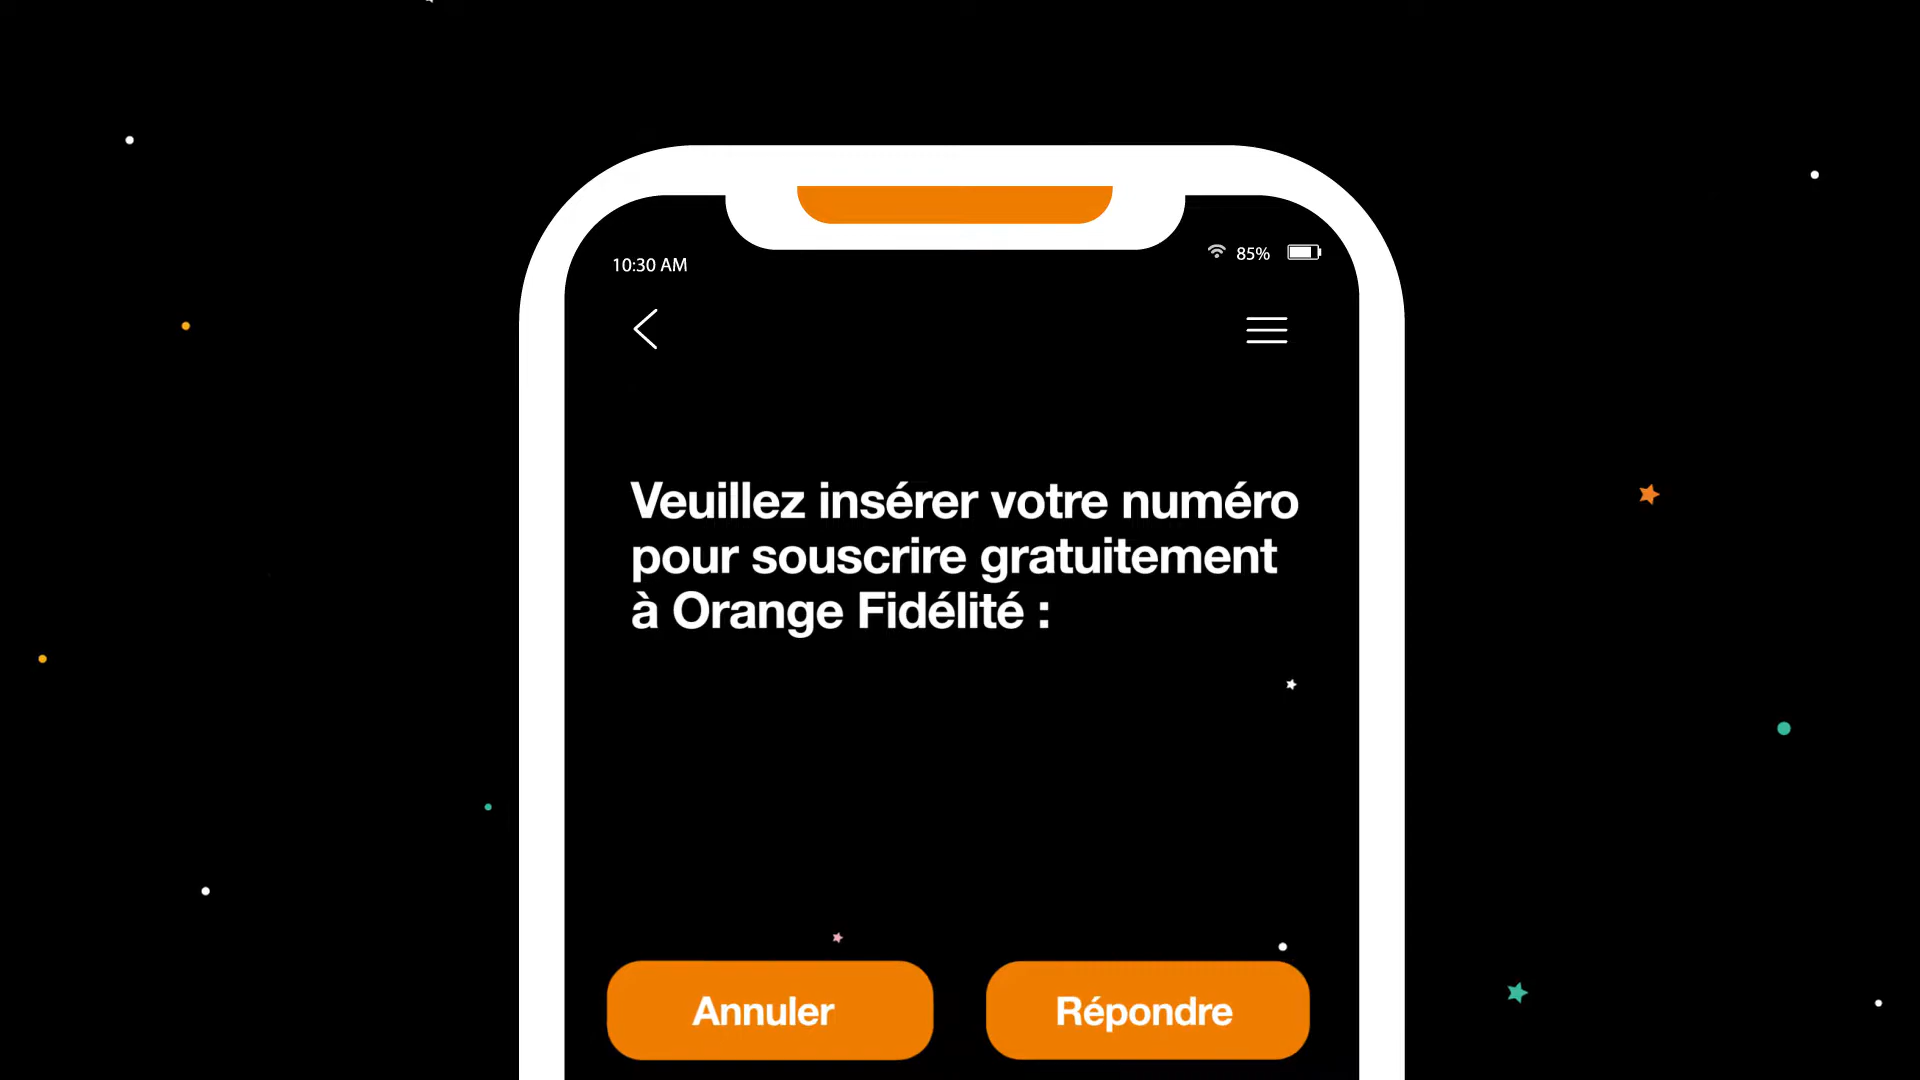 10:30 AM
85%
Veuillez insérer votre numéro
pour souscrire gratuitement
à Orange Fidélité :
Annuler
Répondre